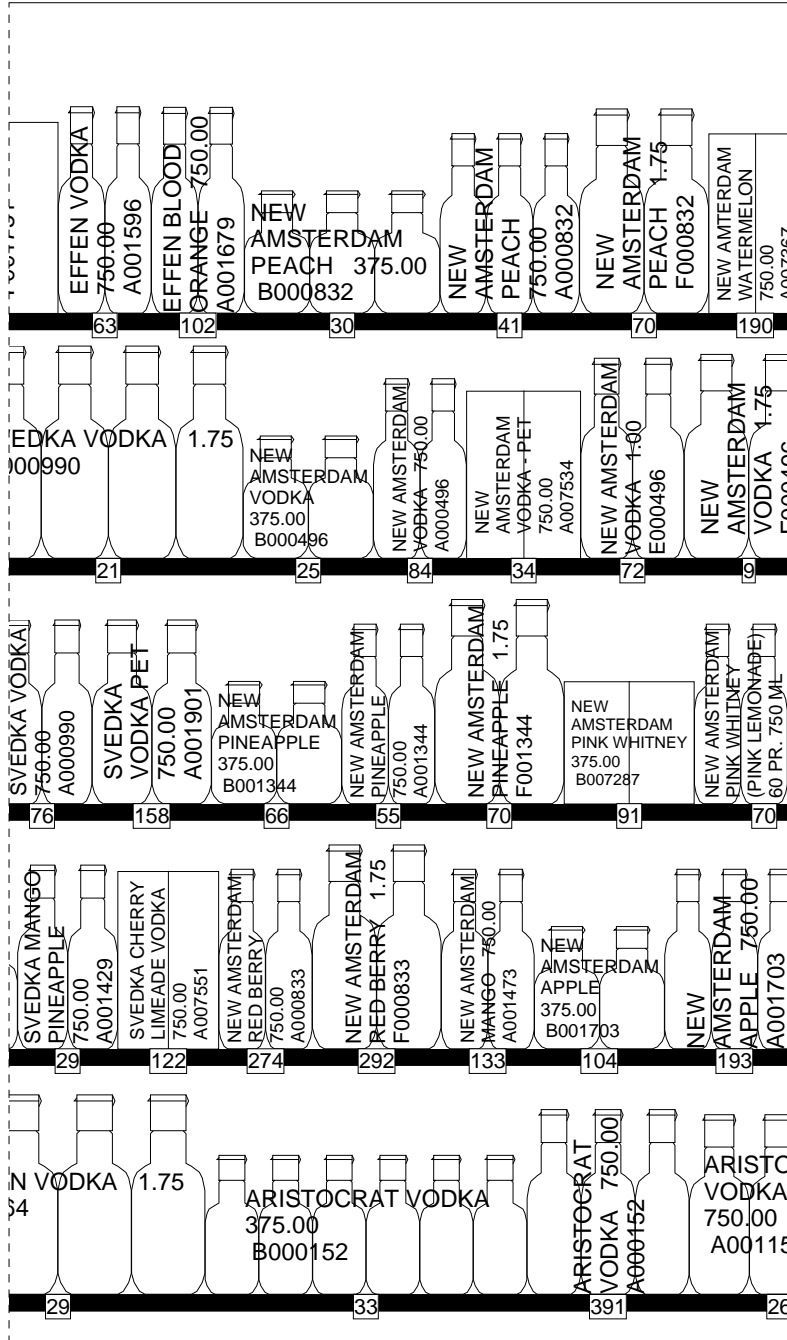 EFFEN VODKA
750.00
A001596
EFFEN BLOOD
ORANGE 750.00
A001679
NEW
AMSTERDAM
PEACH 375.00
B000832
NEW
AMSTERDAM
PEACH
750.00
A000832
NEW
AMSTERDAM
PEACH 1.75
F000832
NEW AMTERDAM
WATERMELON
750.00
63
102
30
41
70
190
VODKA 1.75
000990
NEW
AMSTERDAM
VODKA
375.00
B000496
NEW AMSTERDAM
VODKA 750.00
A000496
NEW
AMSTERDAM
VODKA - PET
750.00
A007534
NEW AMSTERDAM
VODKA 1.00
E000496
NEW
AMSTERDAM
VODKA 1.75
21
25
84
34
72
9
SVEDKA VODKA
750.00
A000990
SVEDKA
VODKA PET
750.00
A001901
NEW
AMSTERDAM
PINEAPPLE
375.00
B001344
NEW AMSTERDAM
PINEAPPLE
750.00
A001344
NEW AMSTERDAM
PINEAPPLE 1.75
F001344
NEW
AMSTERDAM
PINK WHITNEY
375.00
B007287
NEW AMSTERDAM
PINK WHITNEY
(PINK LEMONADE)
60 PR. 750 ML
76
158
66
55
70
91
70
SVEDKA MANGO
PINEAPPLE
750.00
A001429
SVEDKA CHERRY
LIMEADE VODKA
750.00
A007551
NEW AMSTERDAM
RED BERRY
750.00
A000833
NEW AMSTERDAM
RED BERRY 1.75
F000833
NEW AMSTERDAM
MANGO 750.00
A001473
NEW
AMSTERDAM
APPLE
375.00
B001703
NEW
AMSTERDAM
APPLE 750.00
A001703
29
122
274
292
133
104
193
N VODKA 1.75
64
ARISTOCRAT VODKA
375.00
B000152
ARISTOCRAT
VODKA 750.00
A000152
ARISTO
VODKA
750.00
A00115
29
33
391
26